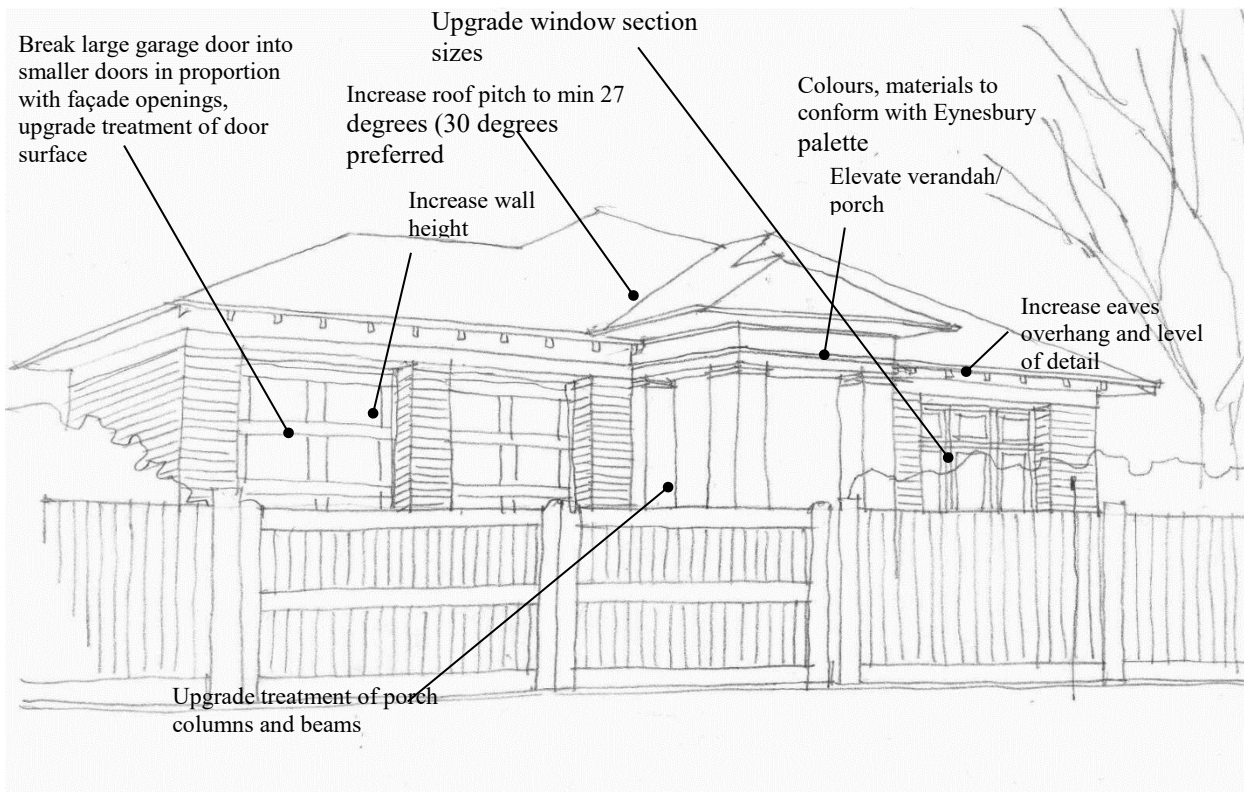 Break large garage door into
smaller doors in proportion
with façade openings,
upgrade treatment of door
surface
Upgrade window section
sizes
Increase roof pitch to min 27
degrees (30 degrees
preferred
Increase wall
height
Colours, materials to
conform with Eynesbury
palette
Elevate verandah/
porch
Increase eaves
overhang and level
of detail
Upgrade treatment of porch
columns and beams